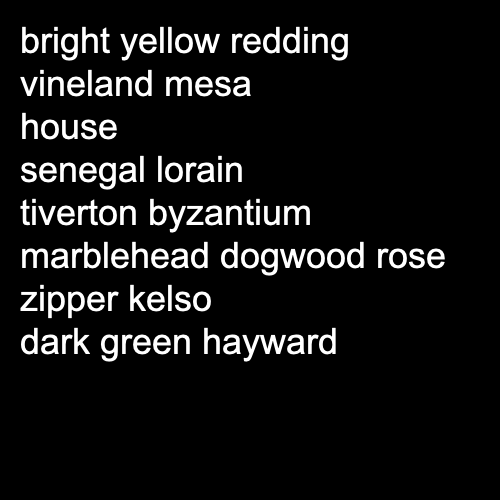 bright yellow redding
vineland mesa
house
senegal lorain
tiverton byzantium
marblehead dogwood rose
zipper kelso
dark green hayward